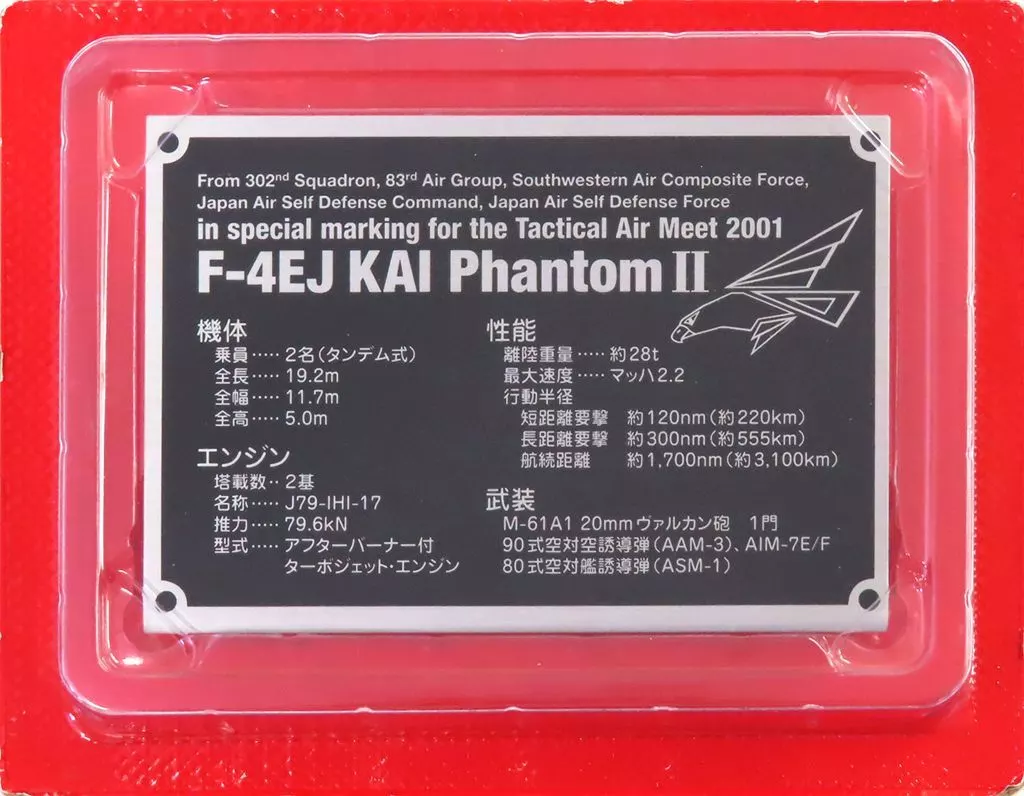 From 302nd Squadron, 83rd Air Group, Southwestern Air Composite Force,
Japan Air Self Defense Command, Japan Air Self Defense Force
in special marking for the Tactical Air Meet 2001
F-4EJ KAI Phantom II
機体
乗員‥‥‥2名(タンデム式)
全長‥‥‥19.2m
全幅‥‥‥11.7m
全高‥‥‥5.0m
エンジン
塔載数‥2基
名称‥‥‥J79-IHI-17
推力‥‥‥79.6kN
型式‥‥‥アフターバーナー付
ターボジェット・エンジン
性能
離陸重量‥‥‥約28t
最大速度‥‥‥マッハ2.2
行動半径
短距離要撃 約120nm(約220km)
長距離要撃 約300nm(約555km)
航続距離 約1,700nm(約3,100km)
武装
M-61A1 20mmヴァルカン砲 1門
90式空対空誘導弾(AAM-3)、AIM-7E/F
80式空対艦誘導弾(ASM-1)